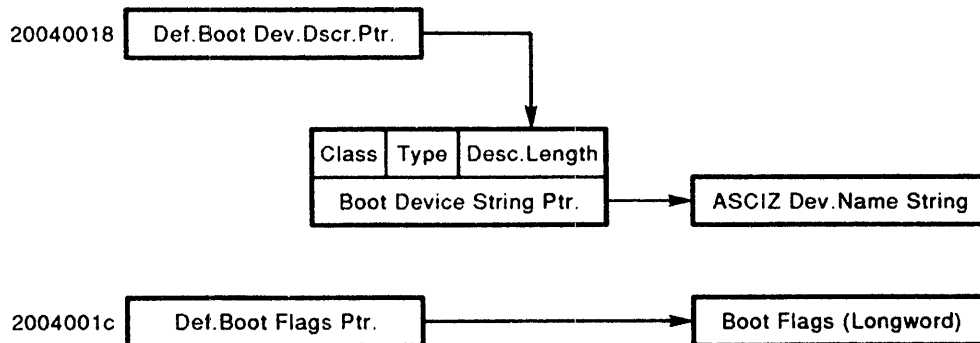 20040018 Def.Boot Dev.Dscr.Ptr.
Class Type Desc.Length
Boot Device String Ptr. ASCIZ Dev.Name String
2004001c Def.Boot Flags Ptr. Boot Flags (Longword)